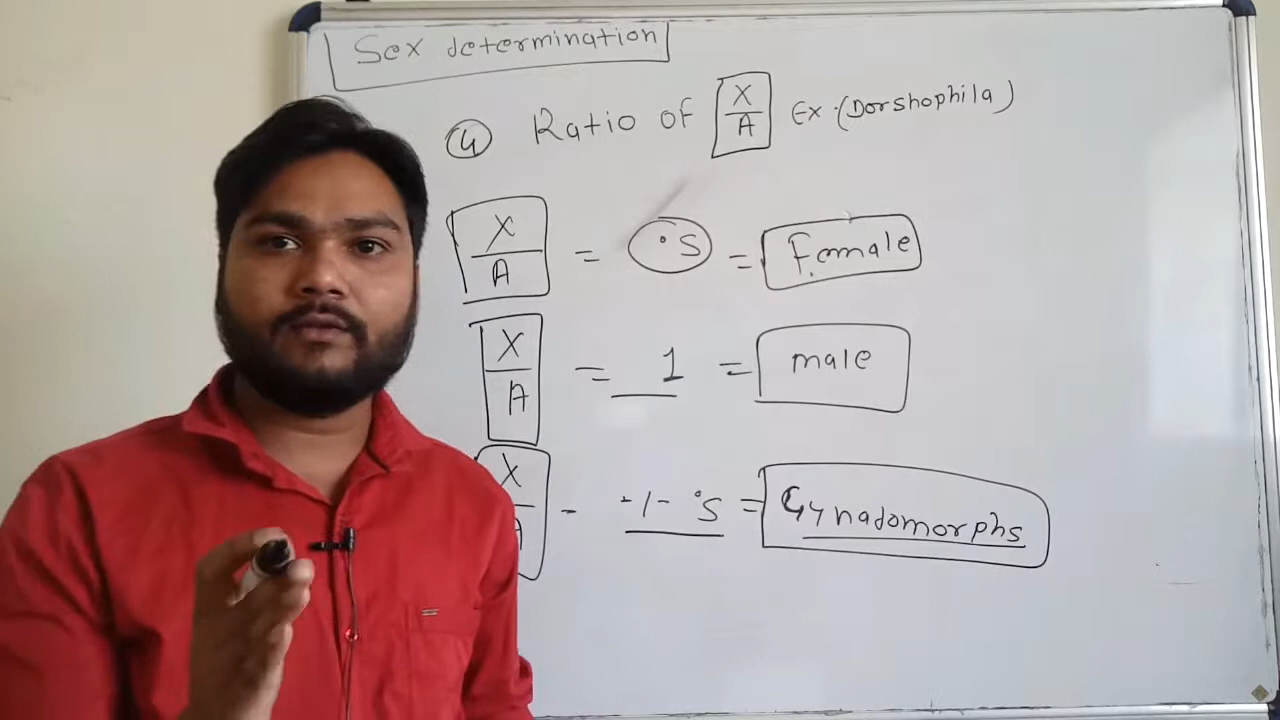 Sex determination
④ Ratio of X/A Ex.(Dorshophila)
X/A = .5 = Female
X/A = 1 = male
X/A - -1- .5 = Gynadomorphs